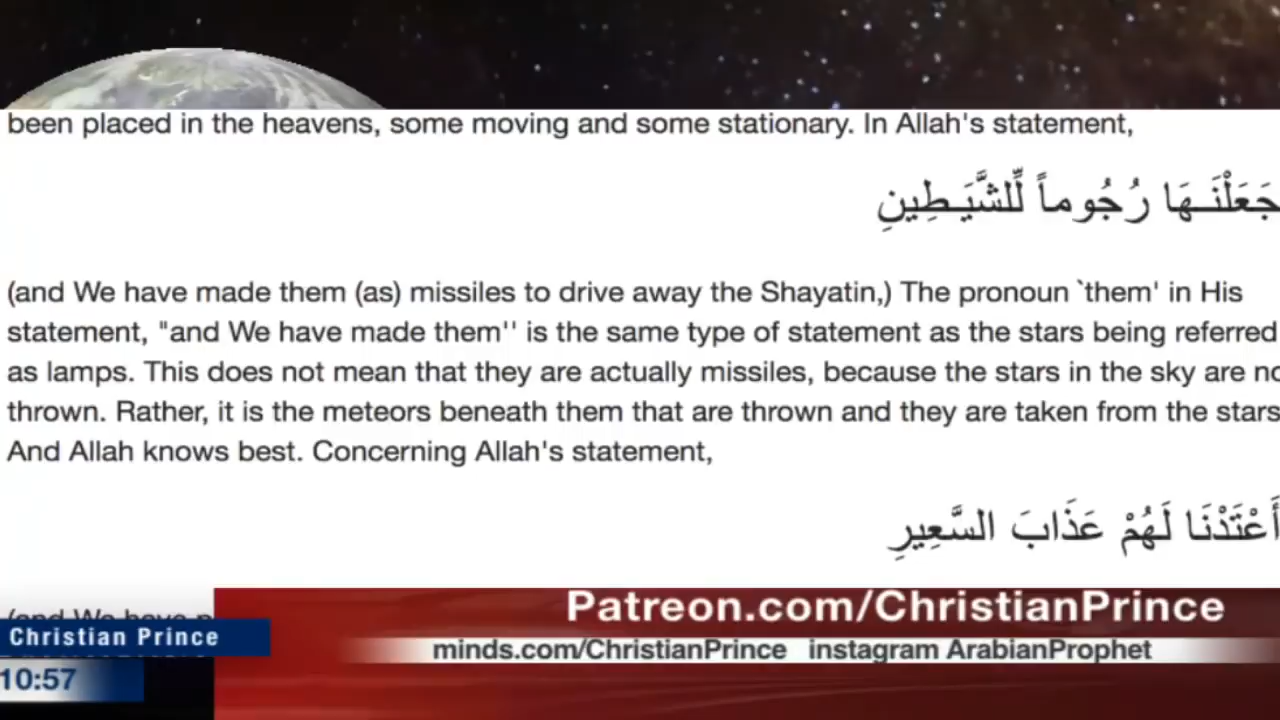 been placed in the heavens, some moving and some stationary. In Allah's statement,
جَعَلْنَـهَا رُجُوماً لِّلشَّيَـطِينِ
(and We have made them (as) missiles to drive away the Shayatin,) The pronoun `them' in His
statement, "and We have made them'' is the same type of statement as the stars being referred
as lamps. This does not mean that they are actually missiles, because the stars in the sky are
thrown. Rather, it is the meteors beneath them that are thrown and they are taken from the stars
And Allah knows best. Concerning Allah's statement,
أَعْتَدْنَا لَهُمْ عَذَابَ السَّعِيرِ
(and We have
Patreon.com/ChristianPrince
Christian Prince
minds.com/ChristianPrince instagram ArabianProphet
10:57